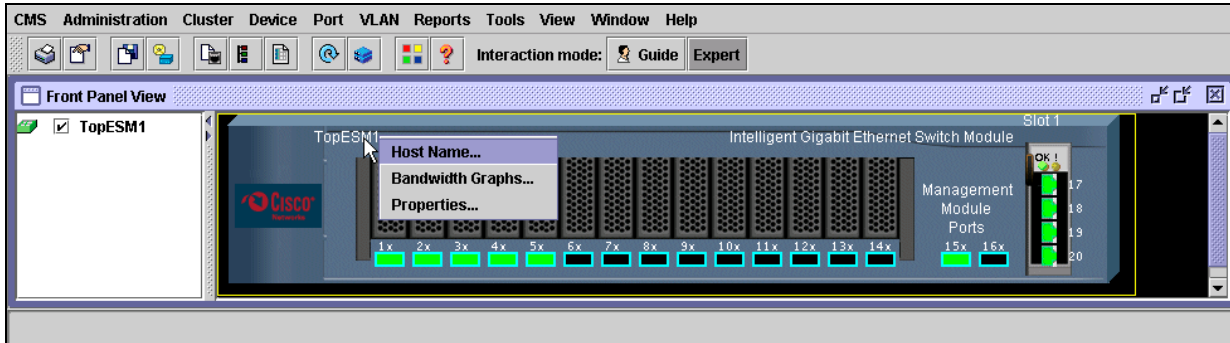 CMS Administration Cluster Device Port VLAN Reports Tools View Window Help
Interaction mode: Guide Expert
Front Panel View
TopESM1
Slot 1
TopESM1 Intelligent Gigabit Ethernet Switch Module
Host Name...
Bandwidth Graphs...
Properties...
OK !
Cisco
Management
Module
Ports
17
18
19
20
1x 2x 3x 4x 5x 6x 7x 8x 9x 10x 11x 12x 13x 14x 15x 16x